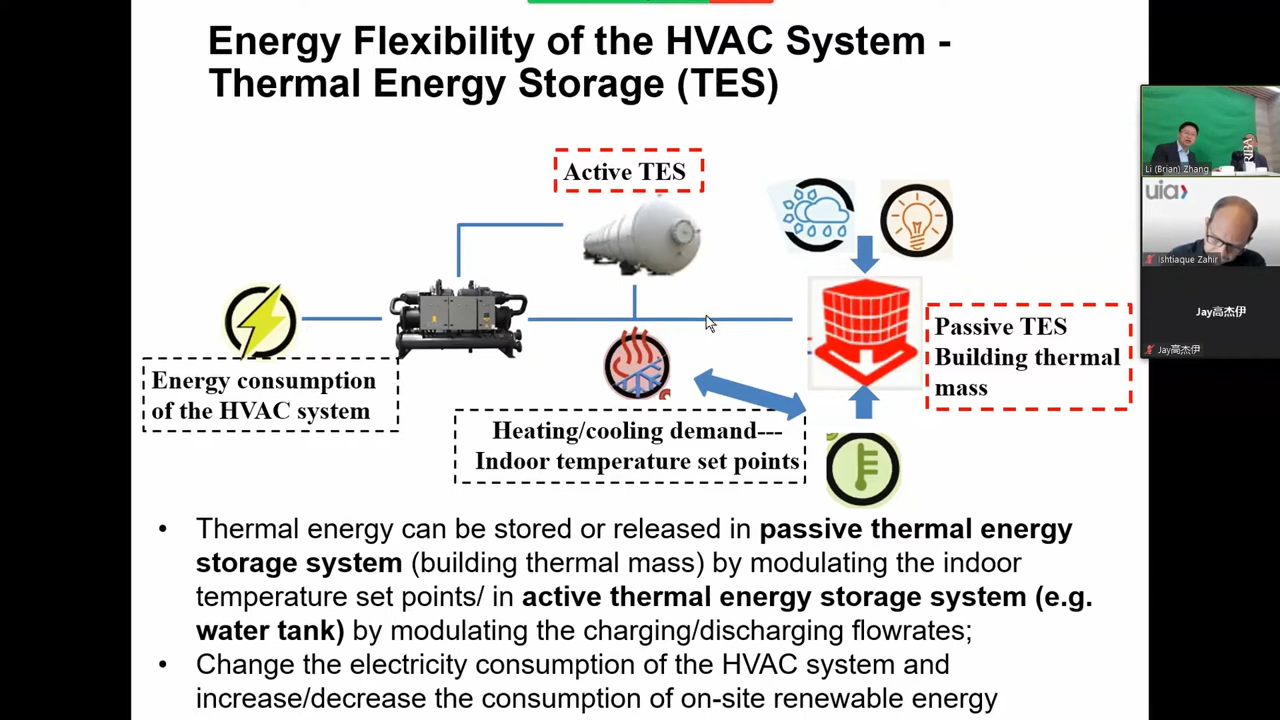 Energy Flexibility of the HVAC System -
Thermal Energy Storage (TES)
Active TES
Energy consumption
of the HVAC system
Passive TES
Building thermal
mass
Heating/cooling demand---
Indoor temperature set points
• Thermal energy can be stored or released in passive thermal energy
storage system (building thermal mass) by modulating the indoor
temperature set points/ in active thermal energy storage system (e.g.
water tank) by modulating the charging/discharging flowrates;
• Change the electricity consumption of the HVAC system and
increase/decrease the consumption of on-site renewable energy
RIBA
Li (Brian) Zhang
uia
Ishtiaque Zahir
Jay高杰伊
Jay高杰伊